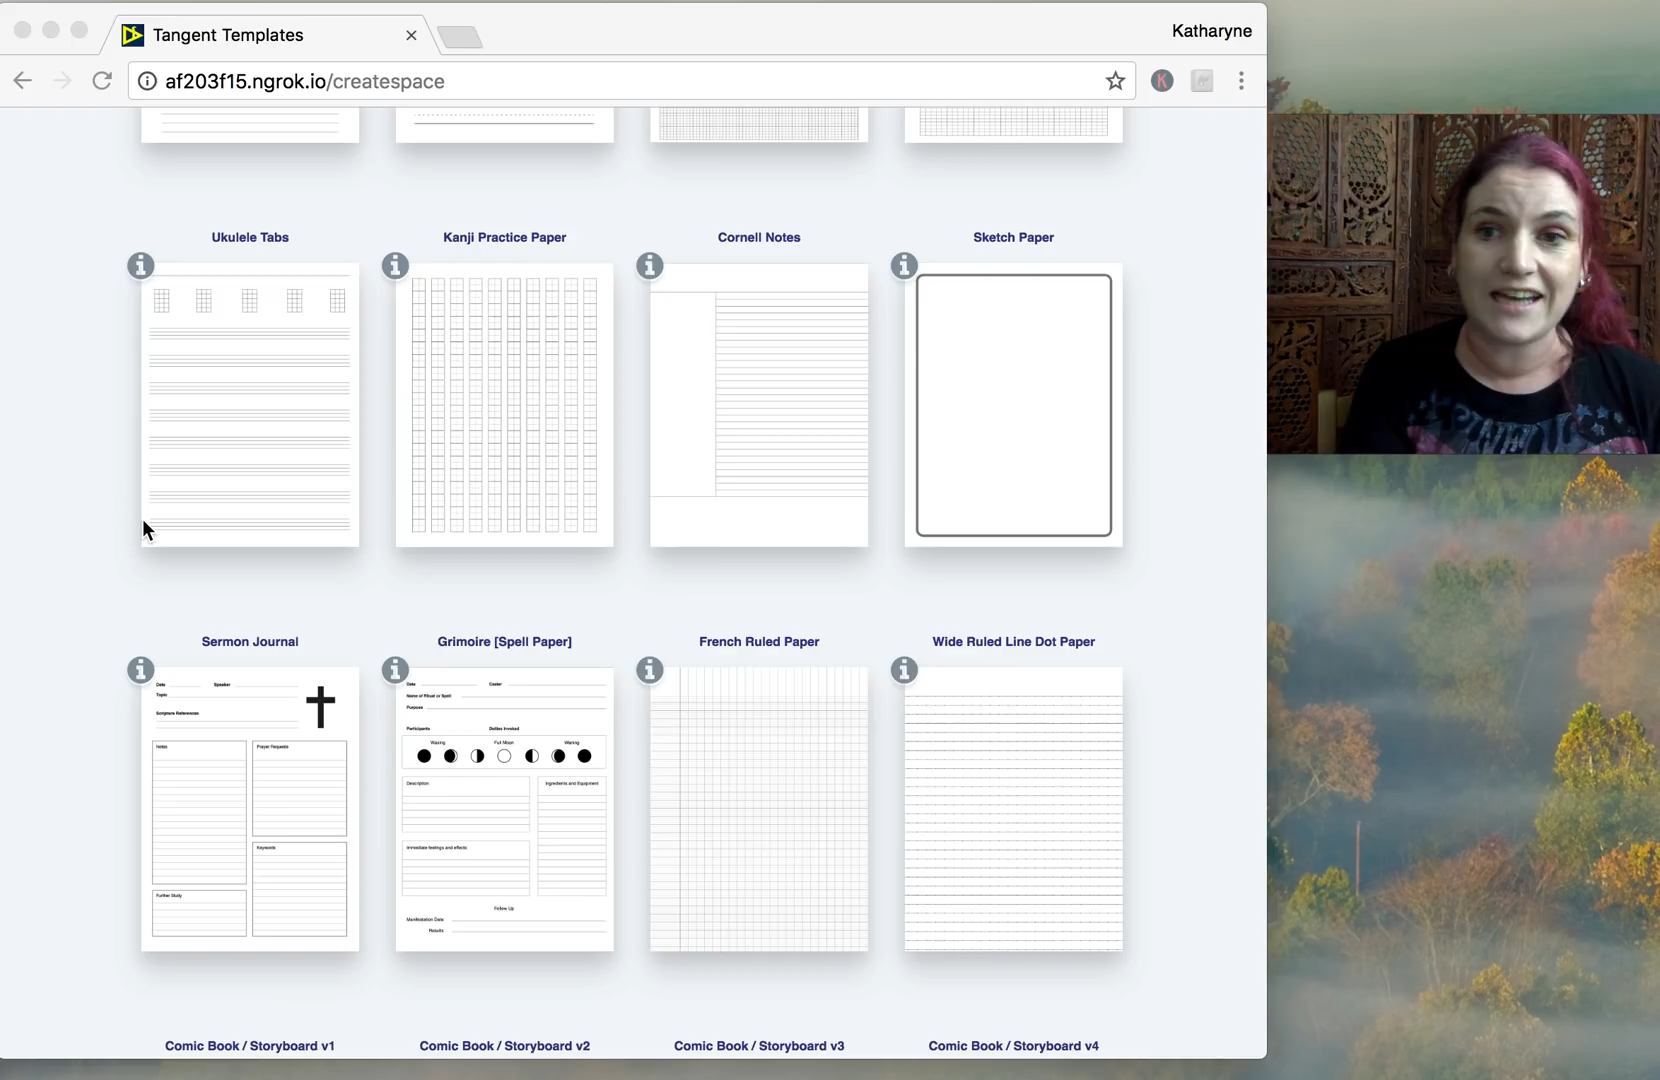 Tangent Templates
Katharyne
af203f15.ngrok.io/createspace
K
Ukulele Tabs
Kanji Practice Paper
Cornell Notes
Sketch Paper
Sermon Journal
Grimoire [Spell Paper]
French Ruled Paper
Wide Ruled Line Dot Paper
Date
Speaker
Topic
Scripture References
Notes
Prayer Requests
Keywords
Further Study
Date
Caster
Name of Ritual or Spell
Purpose
Participants
Deities Invoked
Waxing
Full Moon
Waning
Description
Ingredients and Equipment
Immediate feelings and effects
Follow Up
Manifestation Date
Results
Comic Book / Storyboard v1
Comic Book / Storyboard v2
Comic Book / Storyboard v3
Comic Book / Storyboard v4